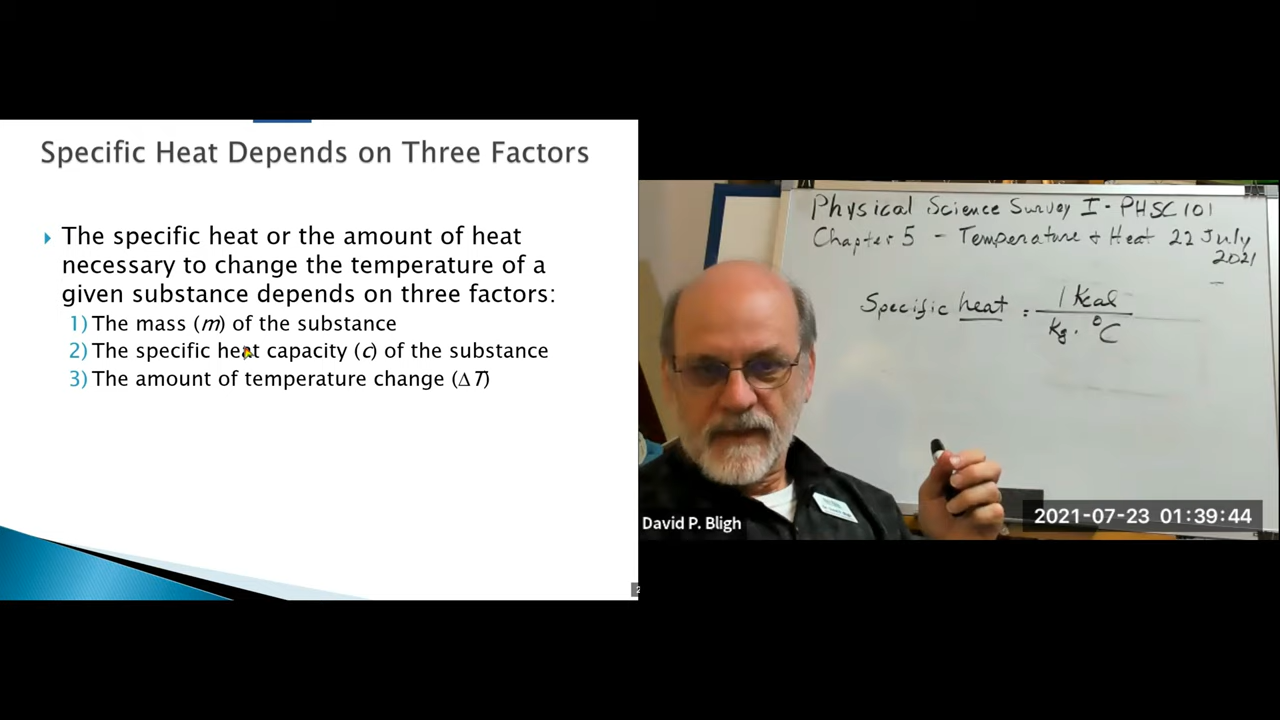 Specific Heat Depends on Three Factors
The specific heat or the amount of heat
necessary to change the temperature of a
given substance depends on three factors:
1) The mass (m) of the substance
2) The specific heat capacity (c) of the substance
3) The amount of temperature change (ΔT)
Physical Science Survey I - PHSC 101
Chapter 5 - Temperature + Heat 22 July
2021
Specific heat = 1 Kcal
kg · °C
David P. Bligh
2021-07-23 01:39:44